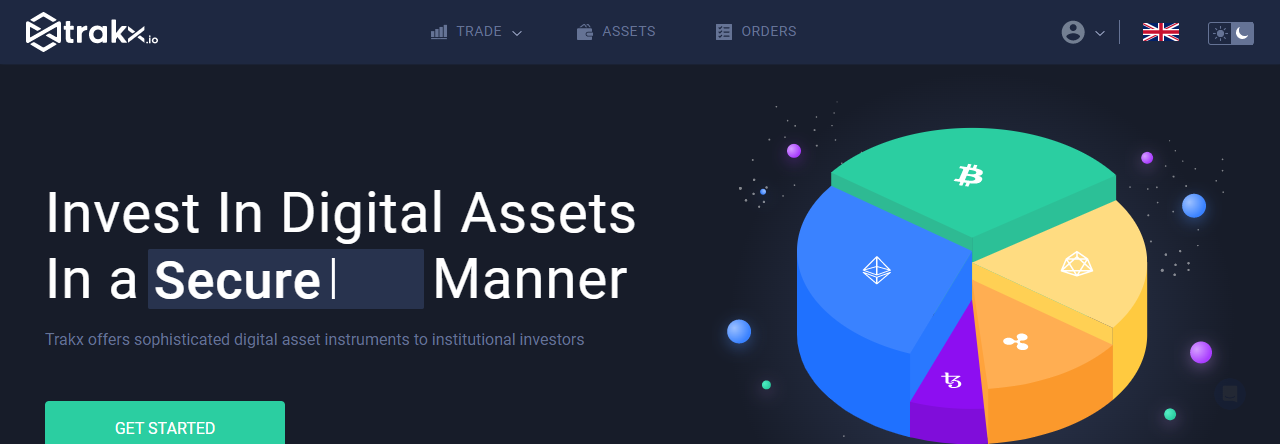 trakx.io
TRADE
ASSETS
ORDERS
Invest In Digital Assets
In a Secure Manner
Trakx offers sophisticated digital asset instruments to institutional investors
GET STARTED